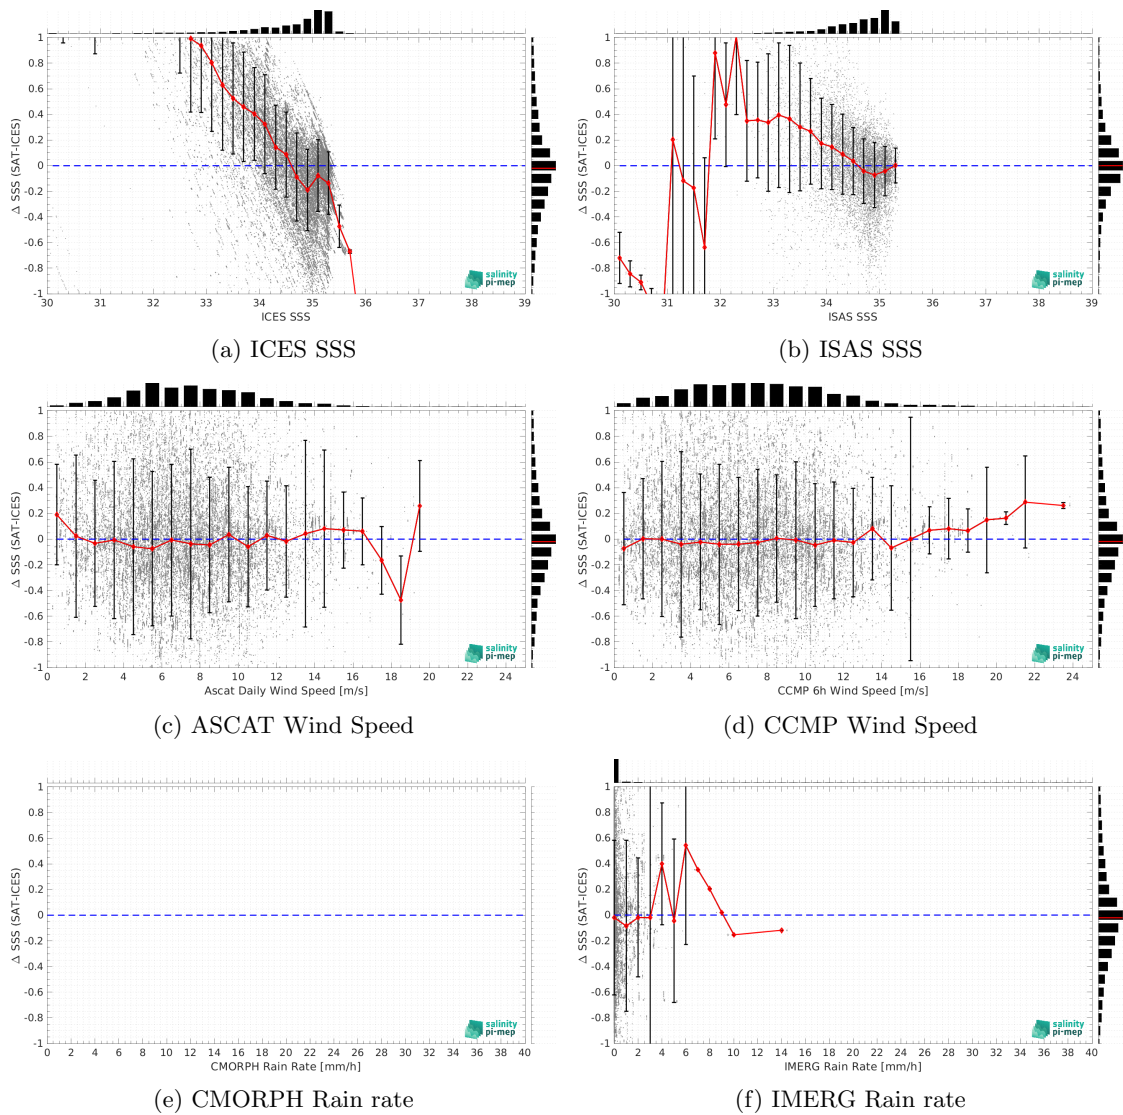 1
0.8
0.6
0.4
0.2
0
-0.2
-0.4
-0.6
-0.8
-1
Δ SSS (SAT-ICES)
30 31 32 33 34 35 36 37 38 39
ICES SSS
salinity
pi-mep
(a) ICES SSS
1
0.8
0.6
0.4
0.2
0
-0.2
-0.4
-0.6
-0.8
-1
Δ SSS (SAT-ICES)
30 31 32 33 34 35 36 37 38 39
ISAS SSS
salinity
pi-mep
(b) ISAS SSS
1
0.8
0.6
0.4
0.2
0
-0.2
-0.4
-0.6
-0.8
-1
Δ SSS (SAT-ICES)
0 2 4 6 8 10 12 14 16 18 20 22 24
Ascat Daily Wind Speed [m/s]
salinity
pi-mep
(c) ASCAT Wind Speed
1
0.8
0.6
0.4
0.2
0
-0.2
-0.4
-0.6
-0.8
-1
Δ SSS (SAT-ICES)
0 2 4 6 8 10 12 14 16 18 20 22 24
CCMP 6h Wind Speed [m/s]
salinity
pi-mep
(d) CCMP Wind Speed
1
0.8
0.6
0.4
0.2
0
-0.2
-0.4
-0.6
-0.8
-1
Δ SSS (SAT-ICES)
0 2 4 6 8 10 12 14 16 18 20 22 24 26 28 30 32 34 36 38 40
CMORPH Rain Rate [mm/h]
salinity
pi-mep
(e) CMORPH Rain rate
1
0.8
0.6
0.4
0.2
0
-0.2
-0.4
-0.6
-0.8
-1
Δ SSS (SAT-ICES)
0 2 4 6 8 10 12 14 16 18 20 22 24 26 28 30 32 34 36 38 40
IMERG Rain Rate [mm/h]
salinity
pi-mep
(f) IMERG Rain rate